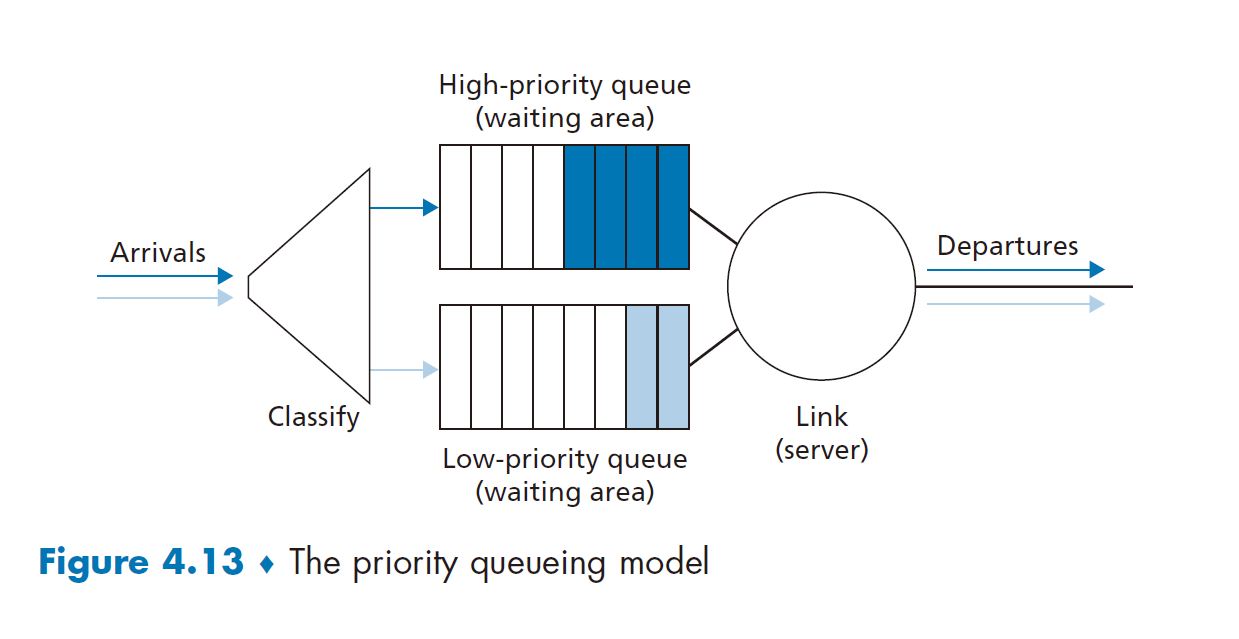 High-priority queue
(waiting area)
Arrivals
Departures
Classify
Link
(server)
Low-priority queue
(waiting area)
Figure 4.13 ♦ The priority queueing model